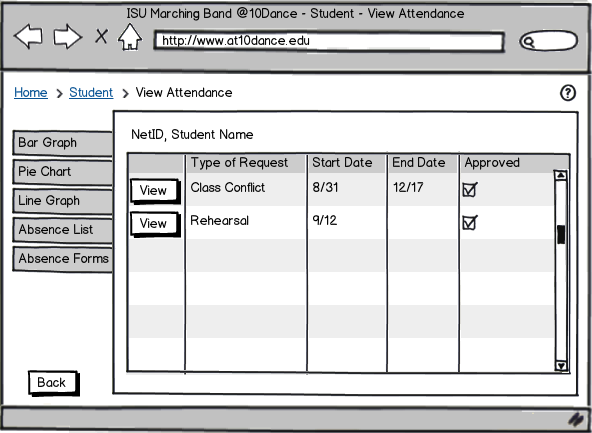 ISU Marching Band @10Dance - Student - View Attendance
http://www.at10dance.edu
Home > Student > View Attendance
?
NetID, Student Name
Bar Graph
Pie Chart
Line Graph
Absence List
Absence Forms
Type of Request Start Date End Date Approved
View Class Conflict 8/31 12/17
View Rehearsal 9/12
Back